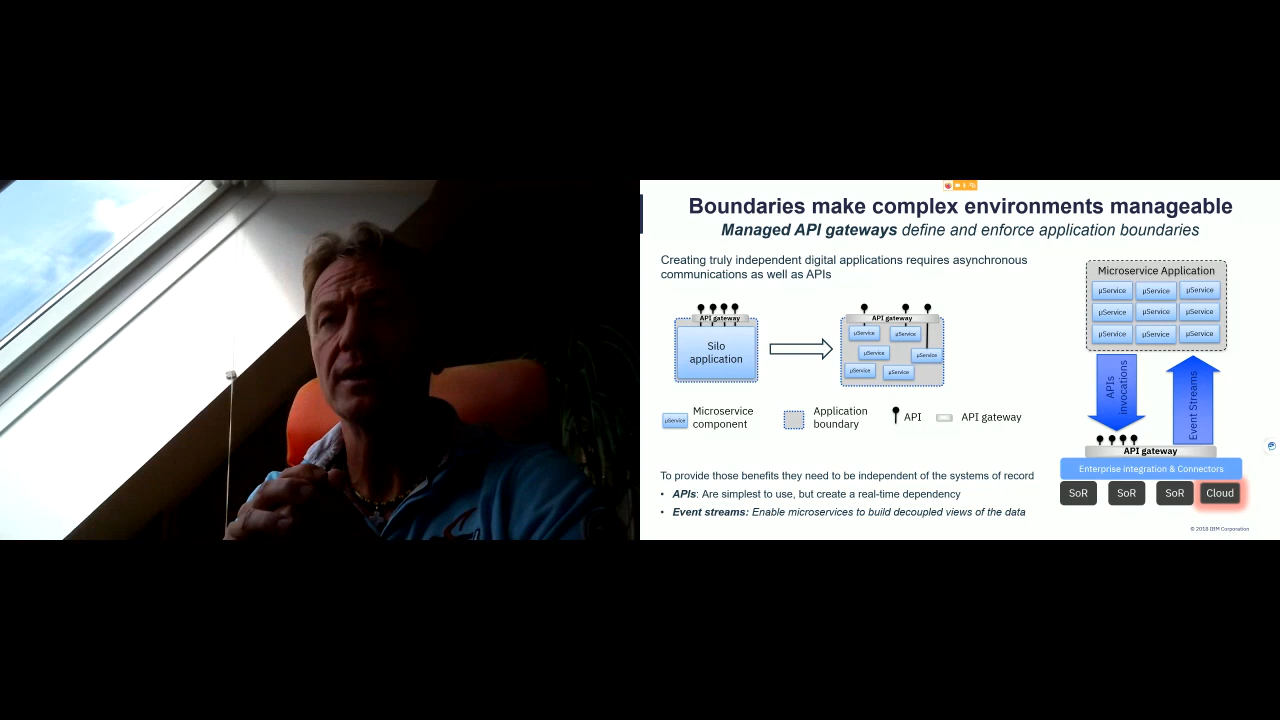 Boundaries make complex environments manageable
Managed API gateways define and enforce application boundaries
Creating truly independent digital applications requires asynchronous
communications as well as APIs
API gateway
Silo
application
API gateway
µService
µService
µService
µService
µService
µService
µService
Microservice
component
Application
boundary
API
API gateway
To provide those benefits they need to be independent of the systems of record
• APIs: Are simplest to use, but create a real-time dependency
• Event streams: Enable microservices to build decoupled views of the data
Microservice Application
µService µService µService
µService µService µService
µService µService µService
APIs
invocations
Event Streams
API gateway
Enterprise integration & Connectors
SoR SoR SoR Cloud
© 2018 IBM Corporation